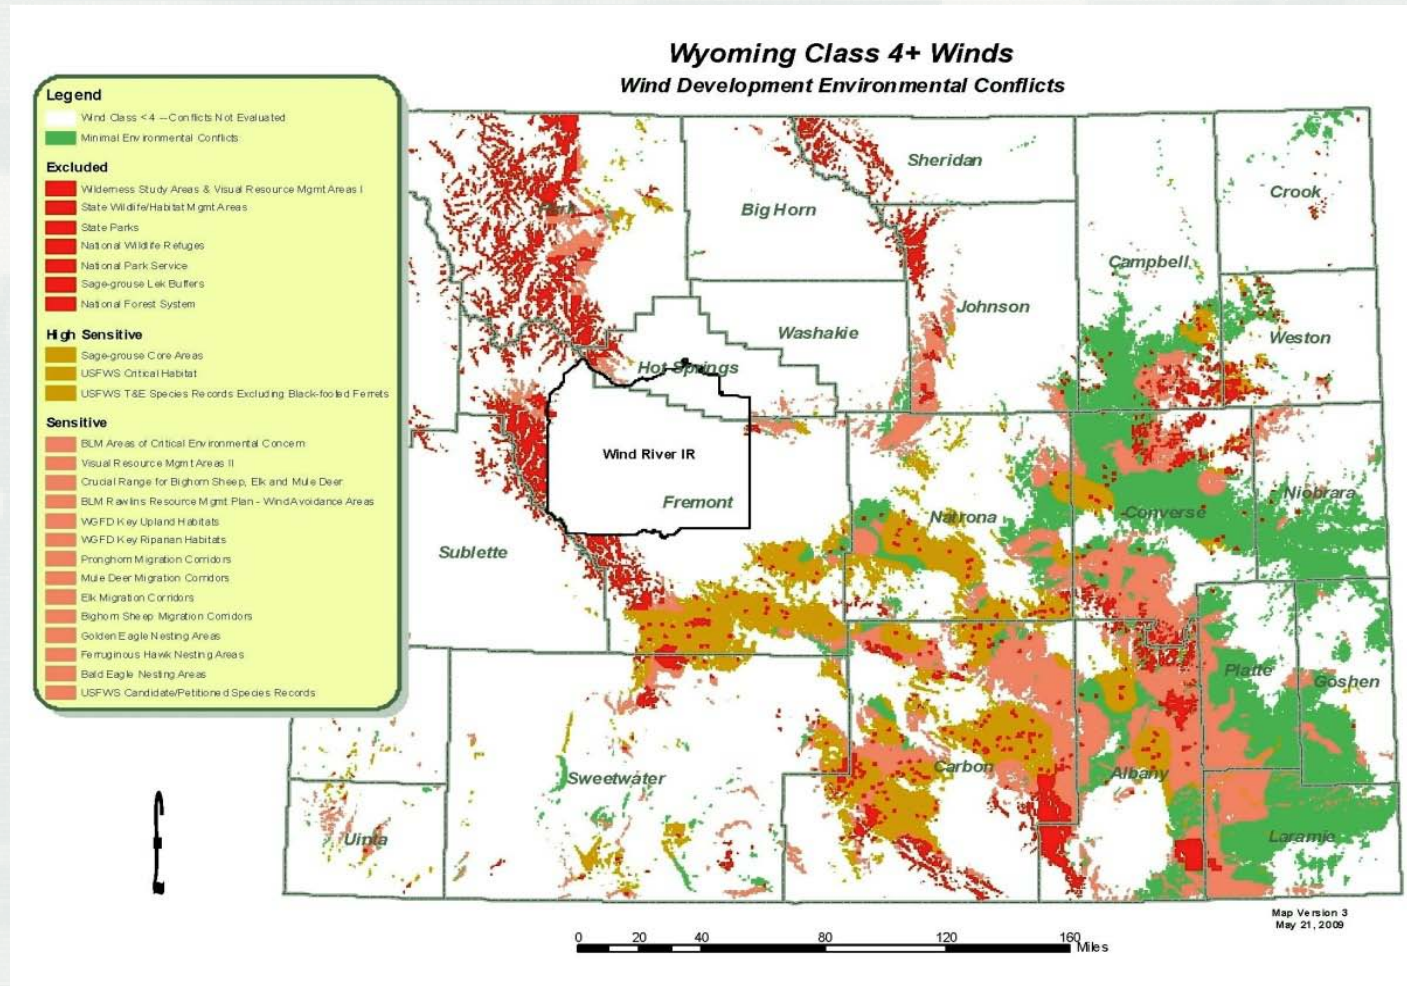 Wyoming Class 4+ Winds
Wind Development Environmental Conflicts
Legend
Wind Class < 4 -- Conflicts Not Evaluated
Minimal Environmental Conflicts
Excluded
Wilderness Study Areas & Visual Resource Mgmt Areas I
State Wildlife/Habitat Mgmt Areas
State Parks
National Wildlife Refuges
National Park Service
Sage-grouse Lek Buffers
National Forest System
High Sensitive
Sage-grouse Core Areas
USFWS Critical Habitat
USFWS T&E Species Records Excluding Black-footed Ferrets
Sensitive
BLM Areas of Critical Environmental Concern
Visual Resource Mgmt Areas II
Crucial Range for Bighorn Sheep, Elk and Mule Deer
BLM Rawlins Resource Mgmt Plan - Wind Avoidance Areas
WGFD Key Upland Habitats
WGFD Key Riparian Habitats
Pronghorn Migration Corridors
Mule Deer Migration Corridors
Elk Migration Corridors
Bighorn Sheep Migration Corridors
Golden Eagle Nesting Areas
Ferruginous Hawk Nesting Areas
Bald Eagle Nesting Areas
USFWS Candidate/Petitioned Species Records
Park
Big Horn
Sheridan
Crook
Campbell
Johnson
Washakie
Weston
Hot Springs
Wind River IR
Fremont
Natrona
Converse
Niobrara
Sublette
Platte
Goshen
Sweetwater
Carbon
Albany
Uinta
Laramie
Map Version 3
May 21, 2009
0 20 40 80 120 160
Miles